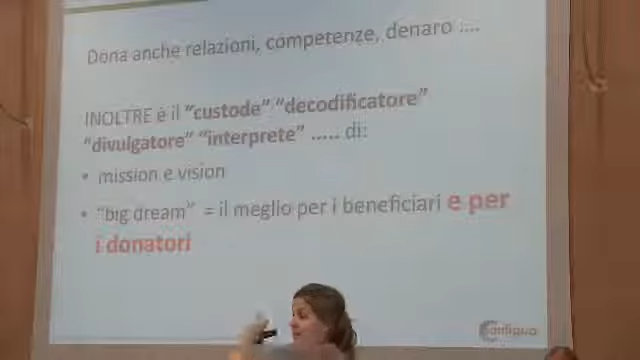 Dona anche relazioni, competenze, denaro ....
INOLTRE è il "custode" "decodificatore"
"divulgatore" "interprete" ..... di:
• mission e vision
• "big dream" = il meglio per i beneficiari e per
i donatori